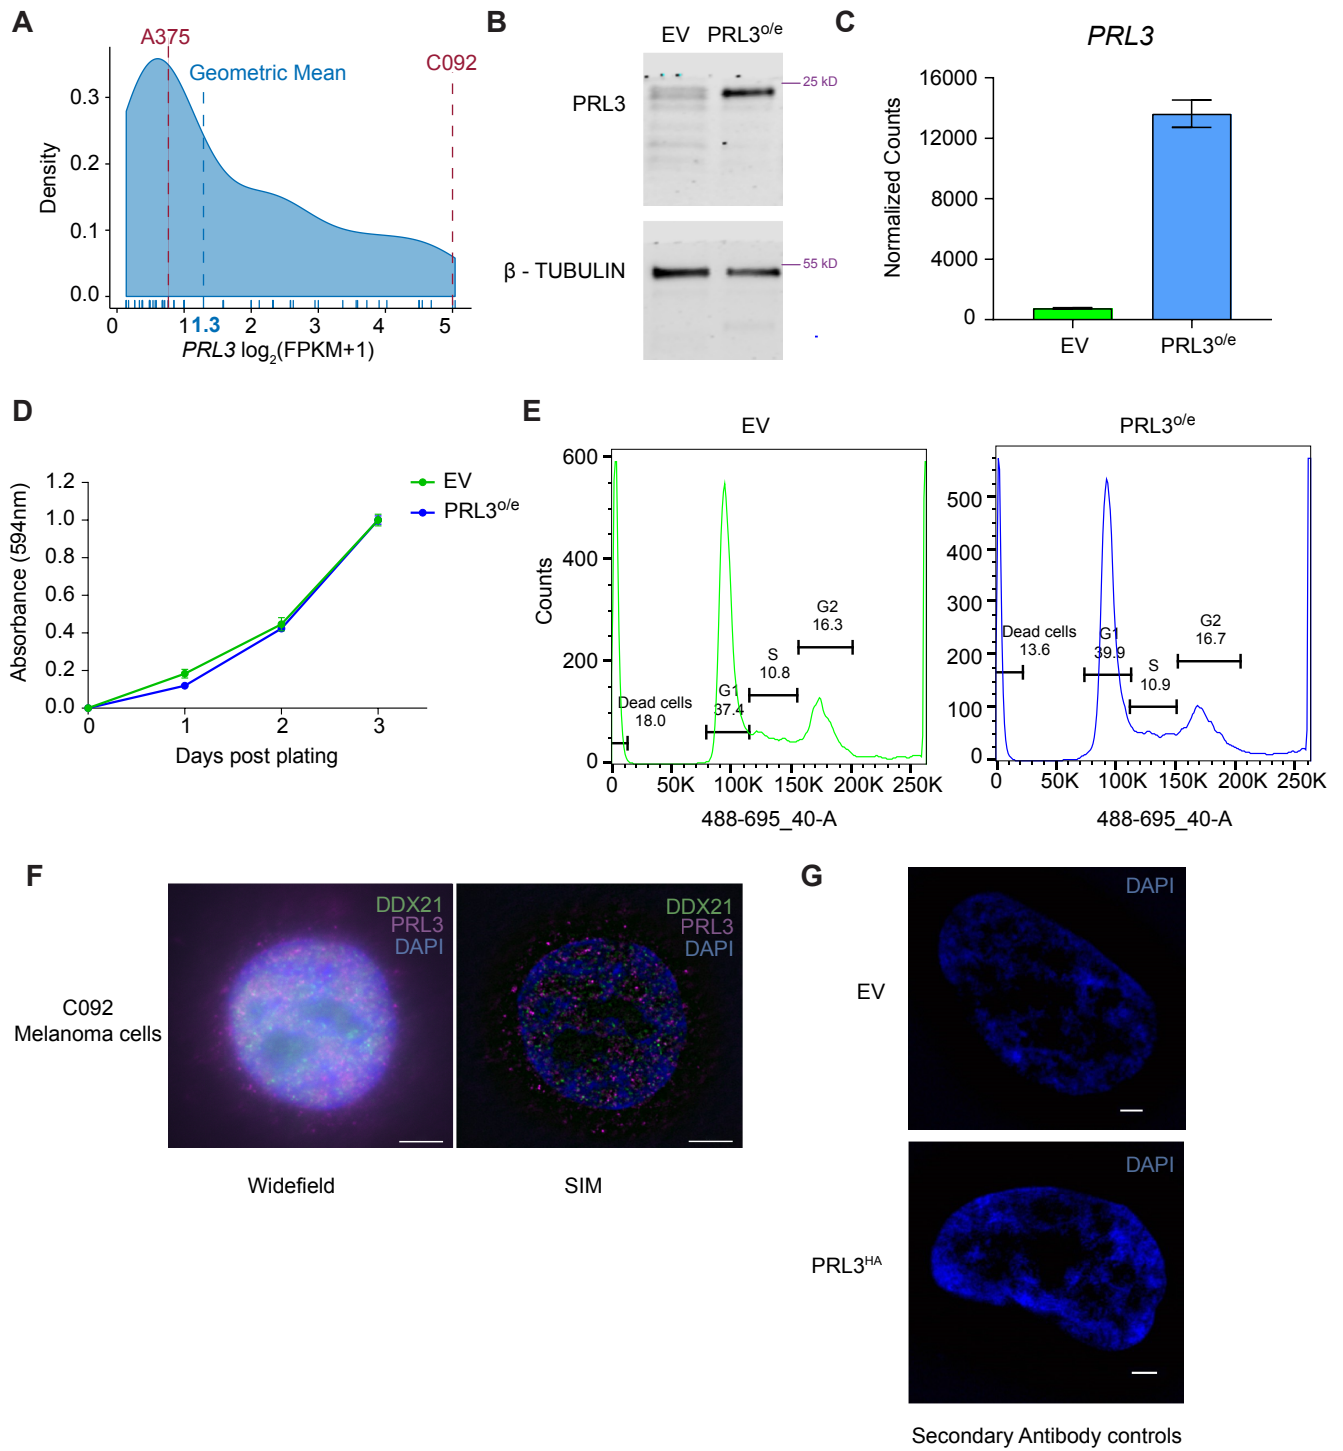 A
A375
C092
Geometric Mean
Density
0.3
0.2
0.1
0.0
0
1
1.3
2
3
4
5
PRL3 log2(FPKM+1)
B
EV
PRL3o/e
PRL3
25 kD
β - TUBULIN
55 kD
C
PRL3
Normalized Counts
16000
12000
8000
4000
0
EV
PRL3o/e
D
Absorbance (594nm)
1.2
1.0
0.8
0.6
0.4
0.2
0.0
0
1
2
3
Days post plating
EV
PRL3o/e
E
EV
Counts
600
400
200
0
Dead cells
18.0
G1
37.4
S
10.8
G2
16.3
0
50K
100K
150K
200K
250K
488-695_40-A
PRL3o/e
500
400
300
200
100
0
Dead cells
13.6
G1
39.9
S
10.9
G2
16.7
0
50K
100K
150K
200K
250K
488-695_40-A
F
C092
Melanoma cells
DDX21
PRL3
DAPI
Widefield
DDX21
PRL3
DAPI
SIM
G
EV
DAPI
PRL3HA
DAPI
Secondary Antibody controls